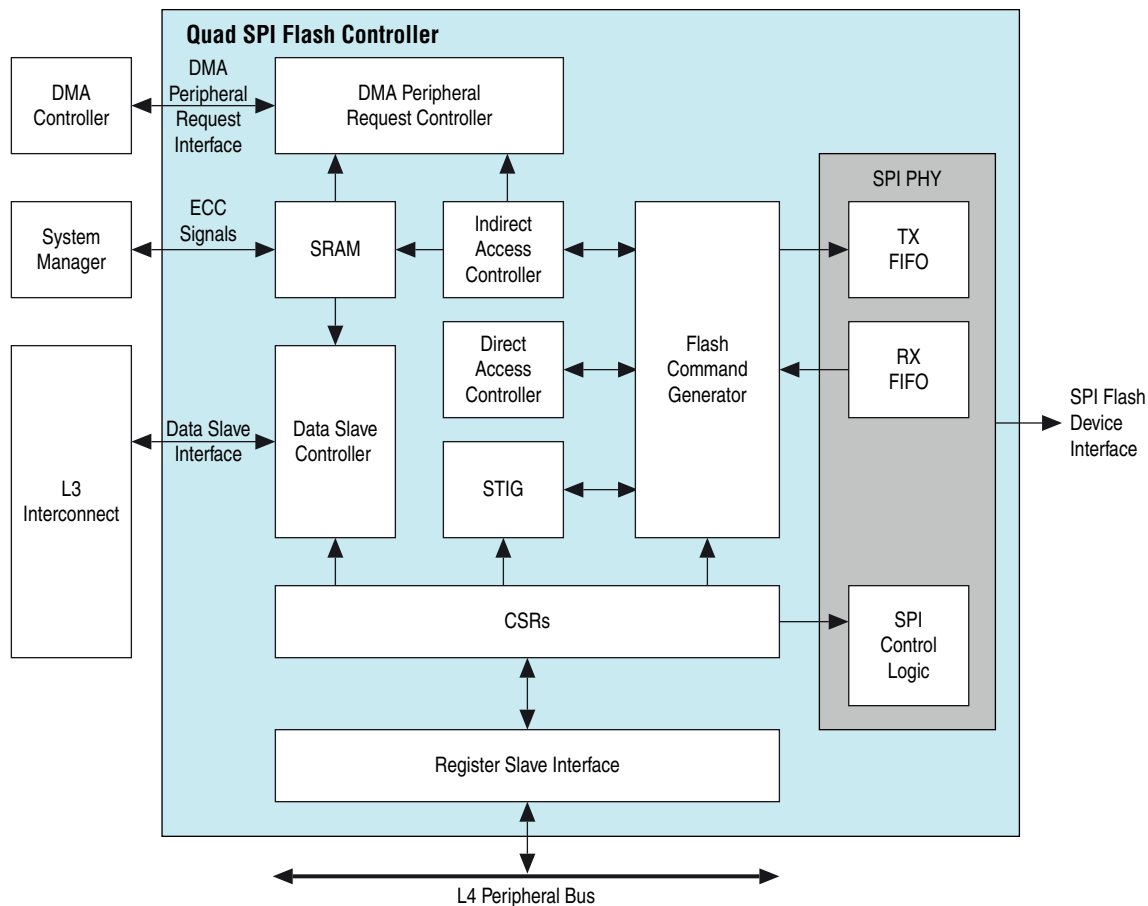 Quad SPI Flash Controller
DMA
Controller
DMA
Peripheral
Request
Interface
DMA Peripheral
Request Controller
SPI PHY
System
Manager
ECC
Signals
SRAM
Indirect
Access
Controller
TX
FIFO
L3
Interconnect
Data Slave
Interface
Data Slave
Controller
Direct
Access
Controller
Flash
Command
Generator
RX
FIFO
SPI Flash
Device
Interface
STIG
CSRs
SPI
Control
Logic
Register Slave Interface
L4 Peripheral Bus